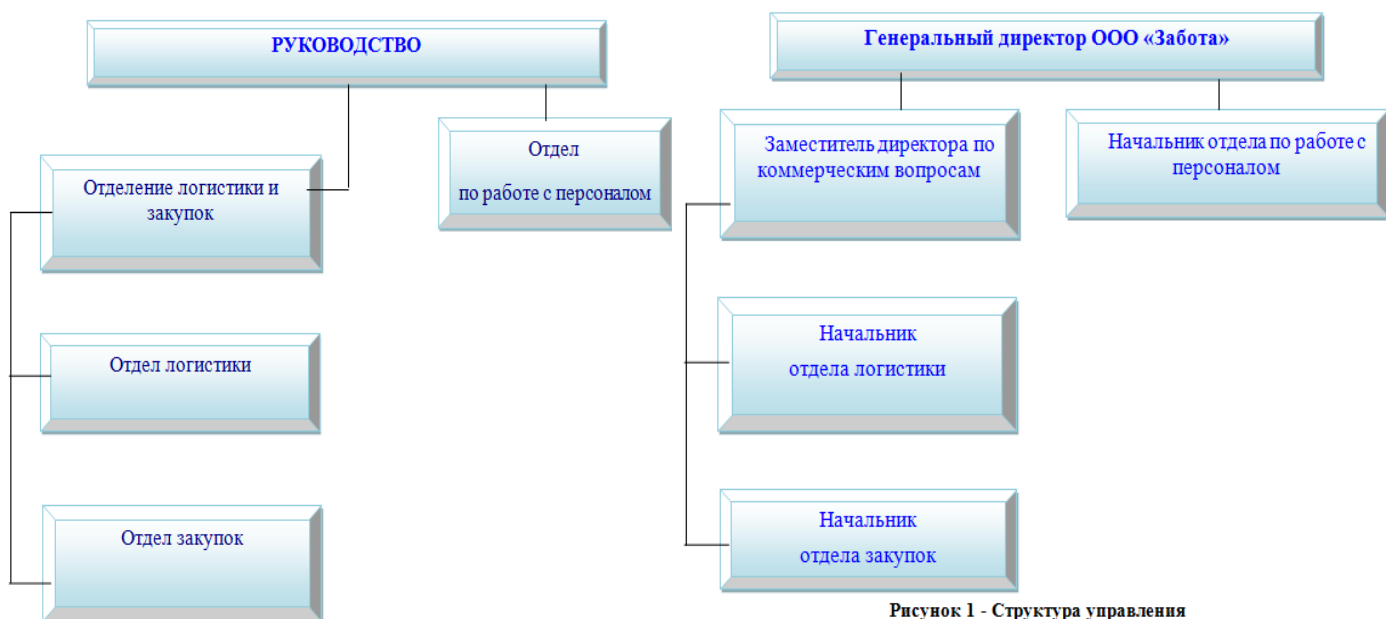 РУКОВОДСТВО
Отдел
по работе с персоналом
Отделение логистики и
закупок
Отдел логистики
Отдел закупок
Генеральный директор ООО «Забота»
Заместитель директора по
коммерческим вопросам
Начальник отдела по работе с
персоналом
Начальник
отдела логистики
Начальник
отдела закупок
Рисунок 1 - Структура управления